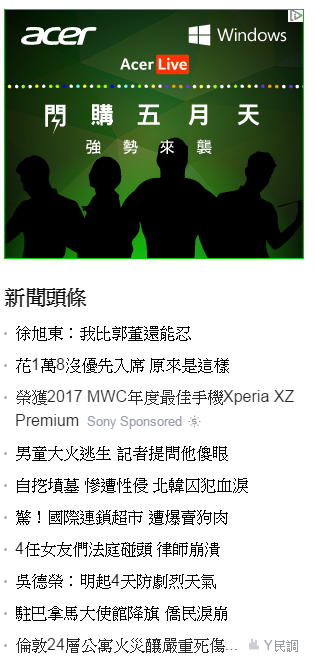 acer
Windows
Acer Live
閃購五月天
強勢來襲
新聞頭條
徐旭東：我比郭董還能忍
花1萬8沒優先入席 原來是這樣
榮獲2017 MWC年度最佳手機Xperia XZ
Premium Sony Sponsored
男童大火逃生 記者提問他傻眼
自挖墳墓 慘遭性侵 北韓囚犯血淚
驚！國際連鎖超市 遭爆賣狗肉
4任女友們法庭碰頭 律師崩潰
吳德榮：明起4天防劇烈天氣
駐巴拿馬大使館降旗 僑民淚崩
倫敦24層公寓火災釀嚴重死傷... Y民調